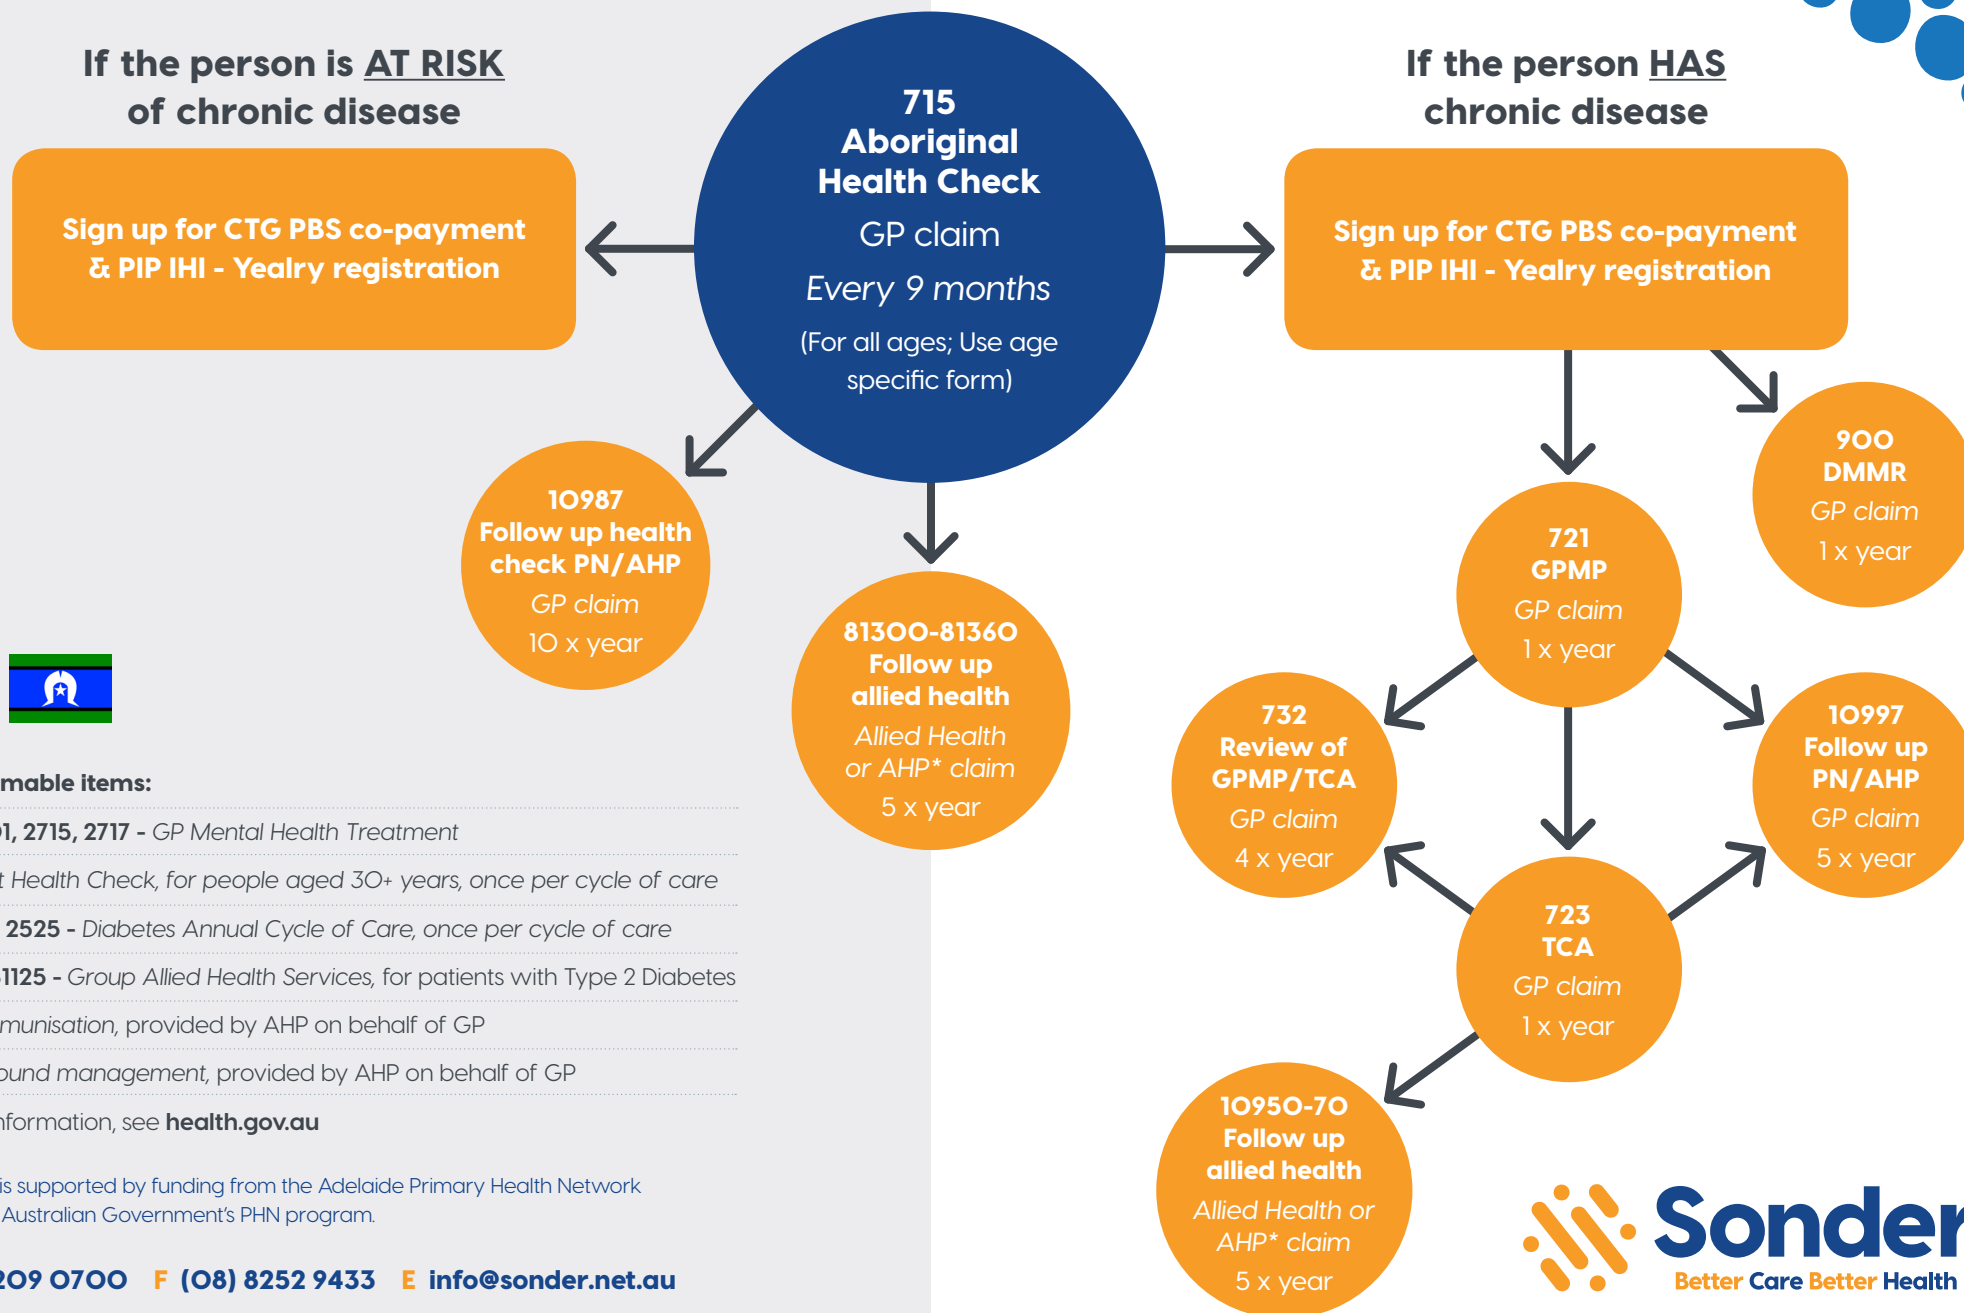 If the person is AT RISK
of chronic disease
Sign up for CTG PBS co-payment
& PIP IHI - Yealry registration
715
Aboriginal
Health Check
GP claim
Every 9 months
(For all ages; Use age
specific form)
If the person HAS
chronic disease
Sign up for CTG PBS co-payment
& PIP IHI - Yealry registration
10987
Follow up health
check PN/AHP
GP claim
10 x year
81300-81360
Follow up
allied health
Allied Health
or AHP* claim
5 x year
900
DMMR
GP claim
1 x year
721
GPMP
GP claim
1 x year
732
Review of
GPMP/TCA
GP claim
4 x year
10997
Follow up
PN/AHP
GP claim
5 x year
723
TCA
GP claim
1 x year
10950-70
Follow up
allied health
Allied Health or
AHP* claim
5 x year
items:
2715, 2717 - GP Mental Health Treatment
Health Check, for people aged 30+ years, once per cycle of care
2525 - Diabetes Annual Cycle of Care, once per cycle of care
- Group Allied Health Services, for patients with Type 2 Diabetes
provided by AHP on behalf of GP
management, provided by AHP on behalf of GP
see health.gov.au
is supported by funding from the Adelaide Primary Health Network
Australian Government's PHN program.
0700 F (08) 8252 9433 E info@sonder.net.au
Sonder
Better Care Better Health